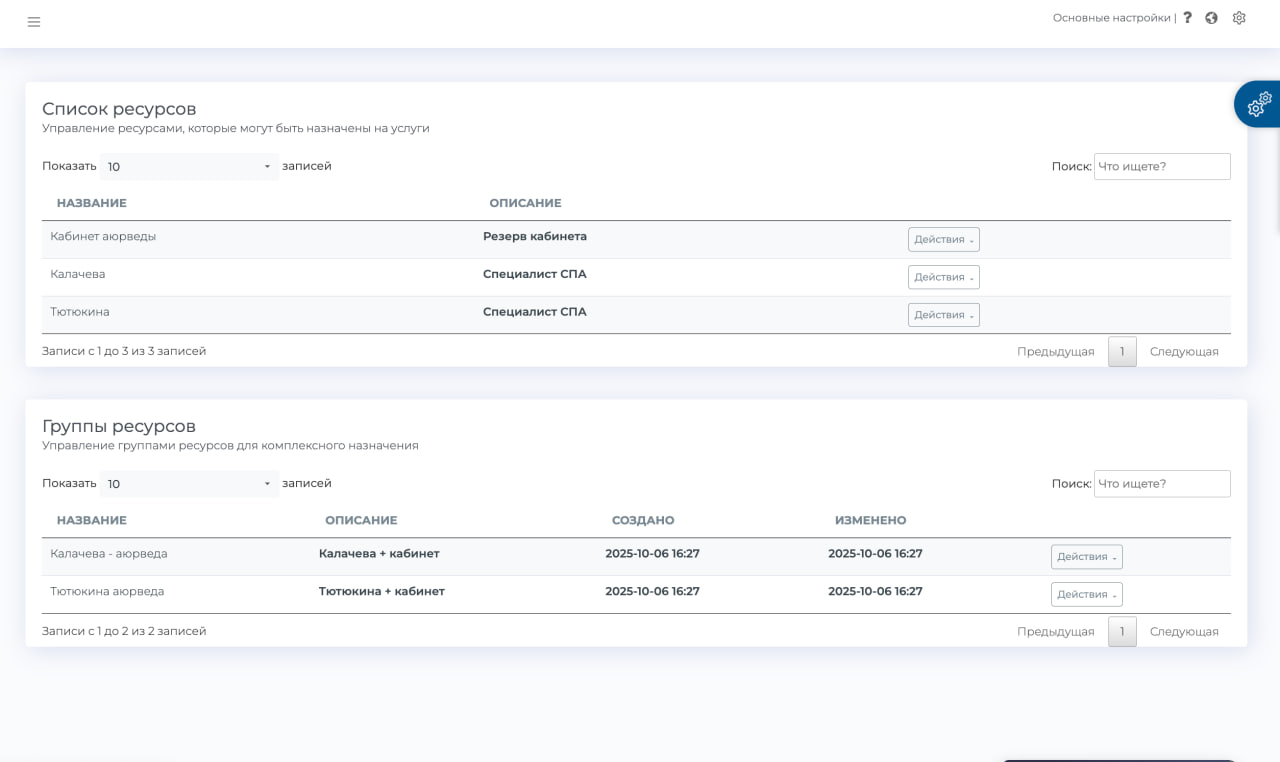 Основные настройки | ?
Список ресурсов
Управление ресурсами, которые могут быть назначены на услуги
Показать 10 записей Поиск: Что ищете?
НАЗВАНИЕ ОПИСАНИЕ
Кабинет аюрведы Резерв кабинета Действия
Калачева Специалист СПА Действия
Тютюкина Специалист СПА Действия
Записи с 1 до 3 из 3 записей Предыдущая 1 Следующая
Группы ресурсов
Управление группами ресурсов для комплексного назначения
Показать 10 записей Поиск: Что ищете?
НАЗВАНИЕ ОПИСАНИЕ СОЗДАНО ИЗМЕНЕНО
Калачева - аюрведа Калачева + кабинет 2025-10-06 16:27 2025-10-06 16:27 Действия
Тютюкина аюрведа Тютюкина + кабинет 2025-10-06 16:27 2025-10-06 16:27 Действия
Записи с 1 до 2 из 2 записей Предыдущая 1 Следующая